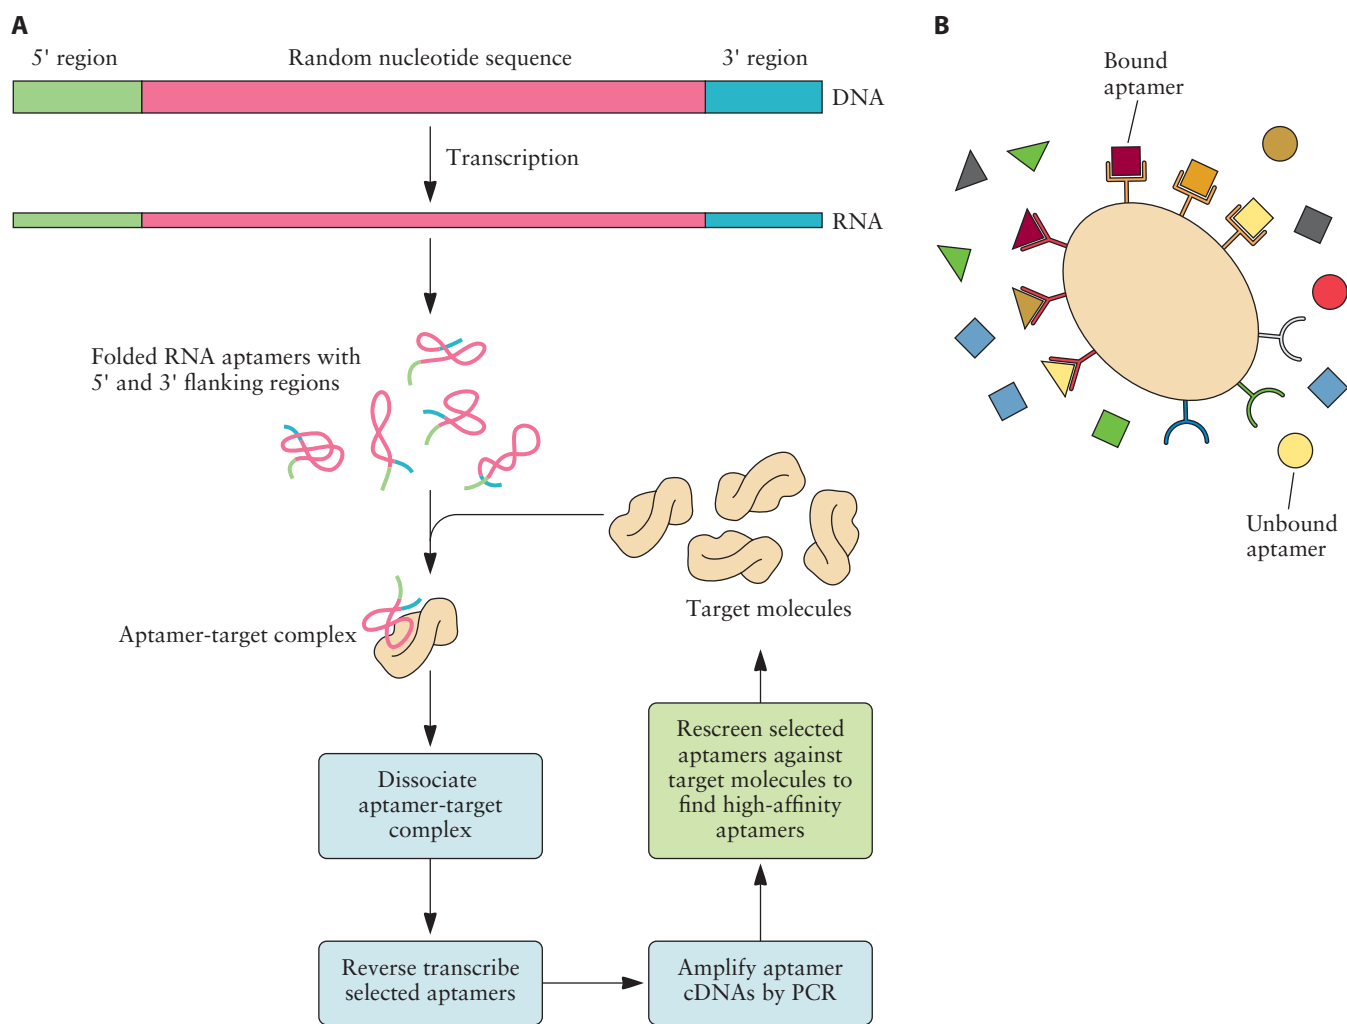 A
5' region
Random nucleotide sequence
3' region
DNA
Transcription
RNA
Folded RNA aptamers with
5' and 3' flanking regions
Target molecules
Aptamer-target complex
Dissociate
aptamer-target
complex
Reverse transcribe
selected aptamers
Amplify aptamer
cDNAs by PCR
Rescreen selected
aptamers against
target molecules to
find high-affinity
aptamers
B
Bound
aptamer
Unbound
aptamer